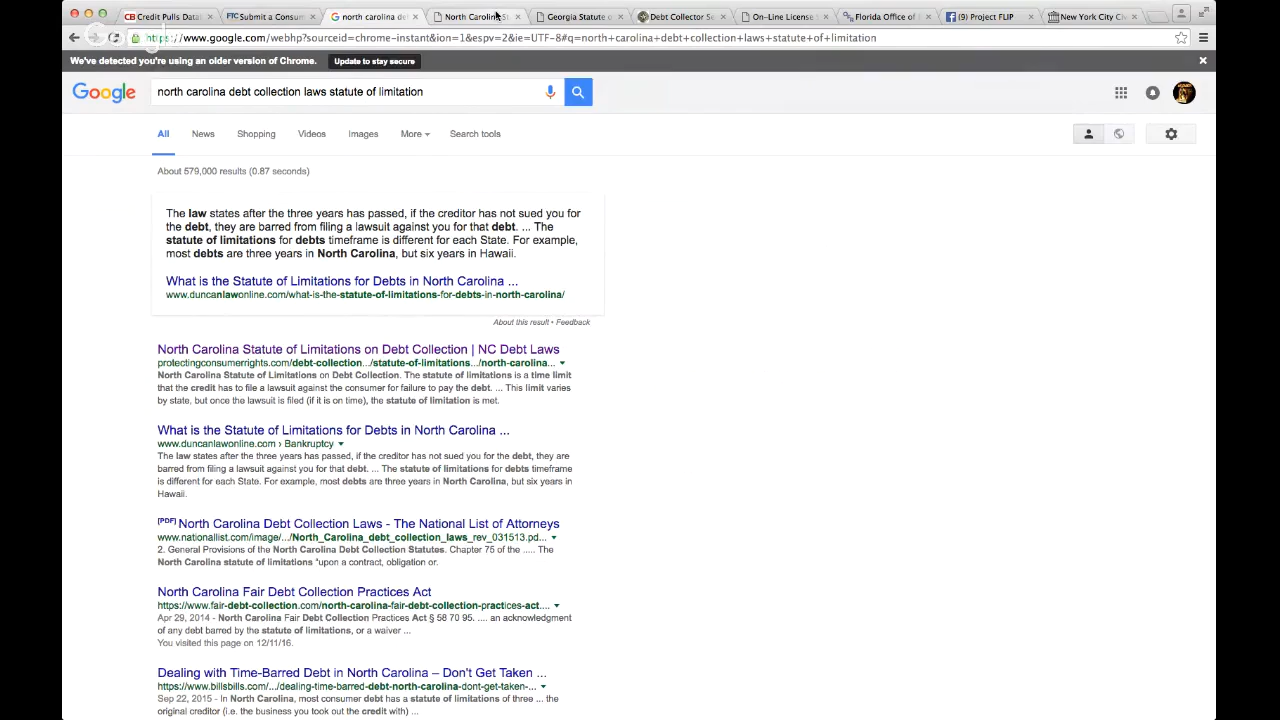 Credit Pulls Data
FTC Submit a Consum
north carolina de
North Carolina St
Georgia Statute o
Debt Collector Se
On-Line License
Florida Office of
(9) Project FLIP
New York City Civ
https://www.google.com/webhp?sourceid=chrome-instant&ion=1&espv=2&ie=UTF-8#q=north+carolina+debt+collection+laws+statute+of+limitation
We've detected you're using an older version of Chrome. Update to stay secure
Google
north carolina debt collection laws statute of limitation
All News Shopping Videos Images More Search tools
About 579,000 results (0.87 seconds)
The law states after the three years has passed, if the creditor has not sued you for
the debt, they are barred from filing a lawsuit against you for that debt. ... The
statute of limitations for debts timeframe is different for each State. For example,
most debts are three years in North Carolina, but six years in Hawaii.
What is the Statute of Limitations for Debts in North Carolina ...
www.duncanlawonline.com/what-is-the-statute-of-limitations-for-debts-in-north-carolina/
About this result • Feedback
North Carolina Statute of Limitations on Debt Collection | NC Debt Laws
protectingconsumerrights.com/debt-collection.../statute-of-limitations.../north-carolina...
North Carolina Statute of Limitations on Debt Collection. The statute of limitations is a time limit
that the credit has to file a lawsuit against the consumer for failure to pay the debt. ... This limit varies
by state, but once the lawsuit is filed (if it is on time), the statute of limitation is met.
What is the Statute of Limitations for Debts in North Carolina ...
www.duncanlawonline.com › Bankruptcy
The law states after the three years has passed, if the creditor has not sued you for the debt, they are
barred from filing a lawsuit against you for that debt. ... The statute of limitations for debts timeframe
is different for each State. For example, most debts are three years in North Carolina, but six years in
Hawaii.
[PDF] North Carolina Debt Collection Laws - The National List of Attorneys
www.nationallist.com/image/.../North_Carolina_debt_collection_laws_rev_031513.pd...
2. General Provisions of the North Carolina Debt Collection Statutes. Chapter 75 of the ..... The
North Carolina statute of limitations "upon a contract, obligation or.
North Carolina Fair Debt Collection Practices Act
https://www.fair-debt-collection.com/north-carolina-fair-debt-collection-practices-act....
Apr 29, 2014 - North Carolina Fair Debt Collection Practices Act § 58 70 95. .... an acknowledgment
of any debt barred by the statute of limitations, or a waiver ...
You visited this page on 12/11/16.
Dealing with Time-Barred Debt in North Carolina – Don't Get Taken ...
https://www.billsbills.com/.../dealing-time-barred-debt-north-carolina-dont-get-taken-...
Sep 22, 2015 - In North Carolina, most consumer debt has a statute of limitations of three ... the
original creditor (i.e. the business you took out the credit with) ...